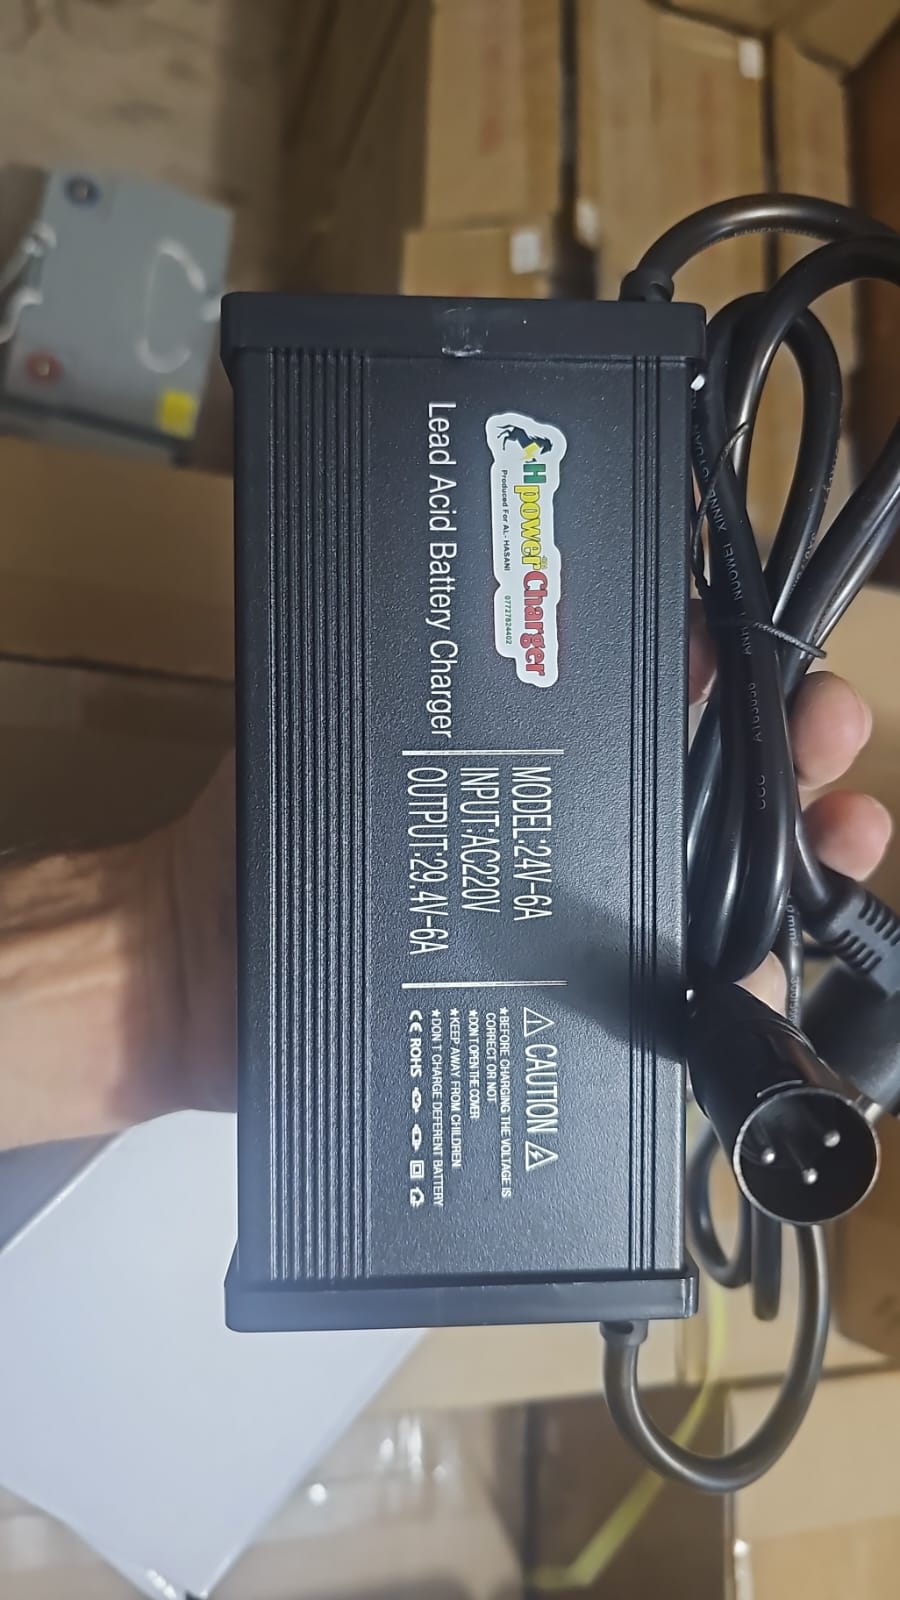 Hpower Charger
Produced For AL- HASANI 07727824402
Lead Acid Battery Charger
MODEL:24V-6A
INPUT:AC220V
OUTPUT:29.4V-6A
CAUTION
★BEFORE CHARGING THE VOLTAGE IS
CORRECT OR NOT
★DON'T OPEN THE COVER
★KEEP AWAY FROM CHILDREN
★DON'T CHARGE DEFERENT BATTERY
CE ROHS